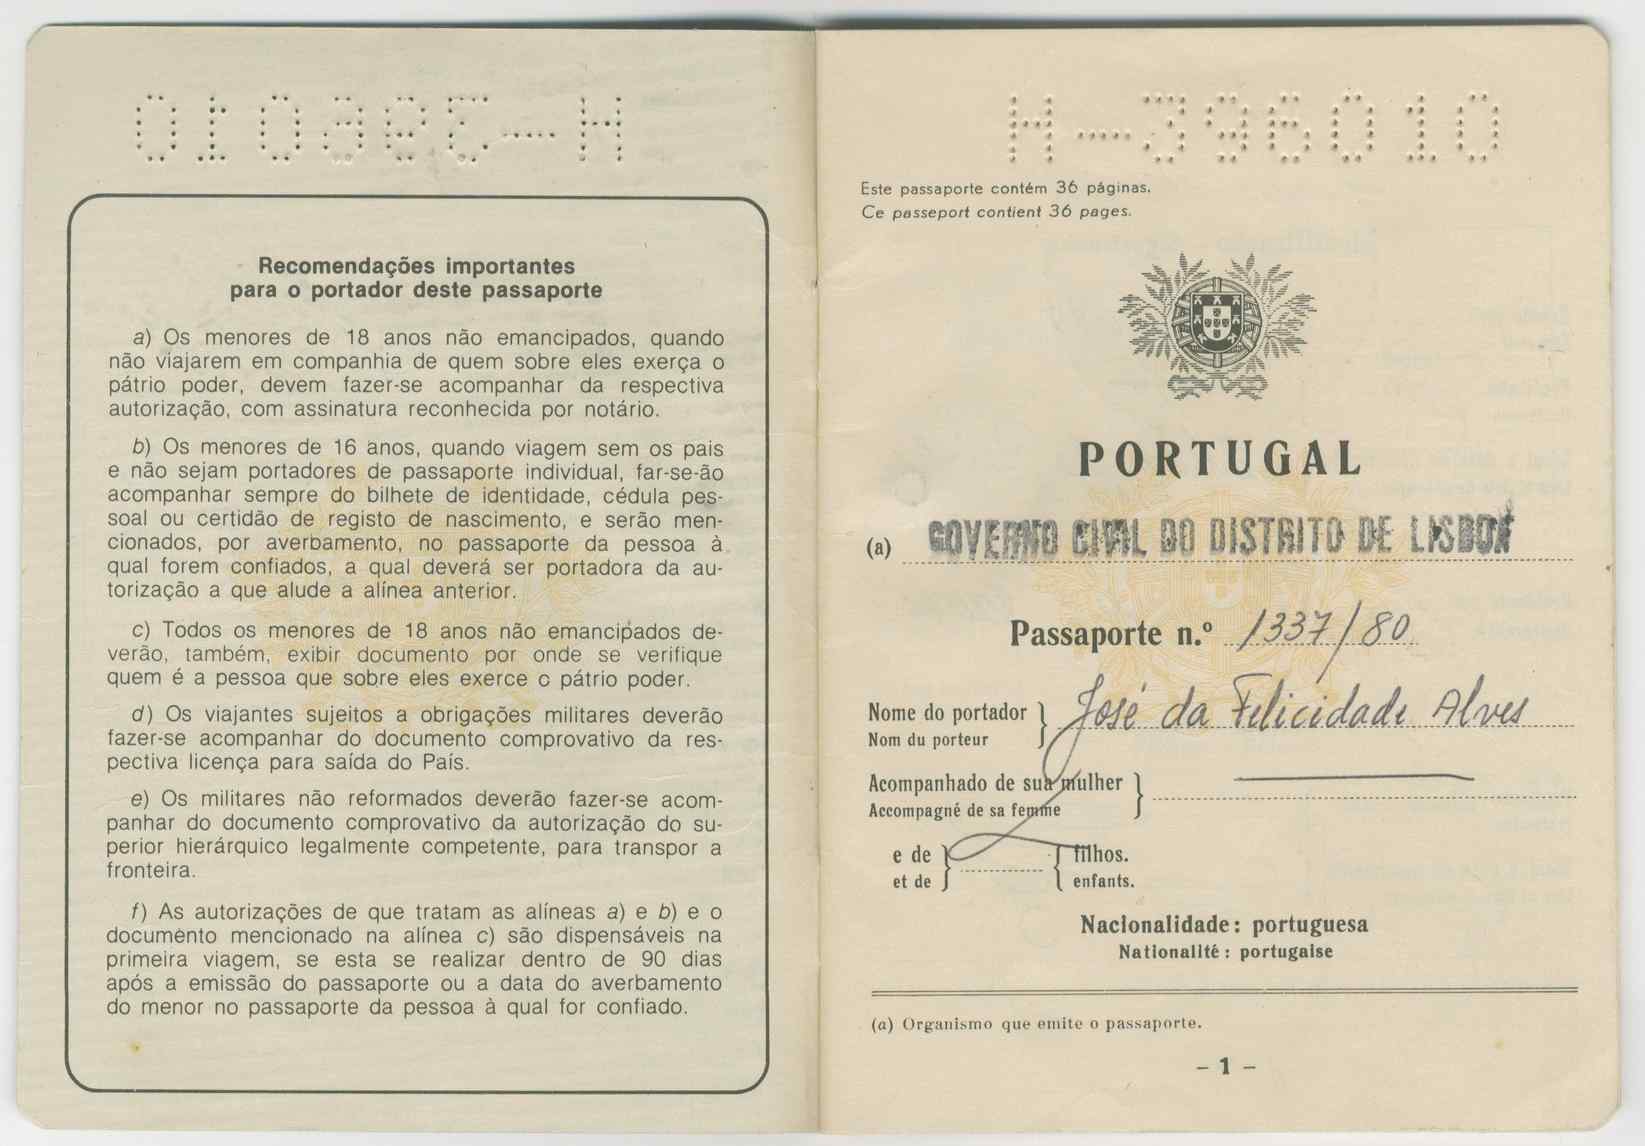 H-396010
Recomendações importantes
para o portador deste passaporte
a) Os menores de 18 anos não emancipados, quando
não viajarem em companhia de quem sobre eles exerça o
pátrio poder, devem fazer-se acompanhar da respectiva
autorização, com assinatura reconhecida por notário.
b) Os menores de 16 anos, quando viagem sem os pais
e não sejam portadores de passaporte individual, far-se-ão
acompanhar sempre do bilhete de identidade, cédula pes-
soal ou certidão de registo de nascimento, e serão men-
cionados, por averbamento, no passaporte da pessoa à
qual forem confiados, a qual deverá ser portadora da au-
torização a que alude a alínea anterior.
c) Todos os menores de 18 anos não emancipados de-
verão, também, exibir documento por onde se verifique
quem é a pessoa que sobre eles exerce o pátrio poder.
d) Os viajantes sujeitos a obrigações militares deverão
fazer-se acompanhar do documento comprovativo da res-
pectiva licença para saída do País.
e) Os militares não reformados deverão fazer-se acom-
panhar do documento comprovativo da autorização do su-
perior hierárquico legalmente competente, para transpor a
fronteira.
f) As autorizações de que tratam as alíneas a) e b) e o
documento mencionado na alínea c) são dispensáveis na
primeira viagem, se esta se realizar dentro de 90 dias
após a emissão do passaporte ou a data do averbamento
do menor no passaporte da pessoa à qual for confiado.
H-396010
Este passaporte contém 36 páginas.
Ce passeport contient 36 pages.
PORTUGAL
(a) GOVERNO CIVIL DO DISTRITO DE LISBOA
Passaporte n.º 1337/80
Nome do portador } José da Felicidade Alves
Nom du porteur
Acompanhado de sua mulher }
Accompagné de sa femme
e de } { filhos.
et de enfants.
Nacionalidade: portuguesa
Nationalité: portugaise
(a) Organismo que emite o passaporte.
– 1 –